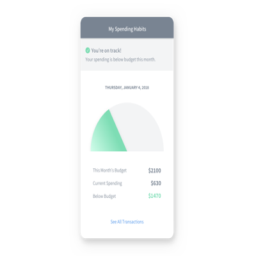 My Spending Habits
You're on track!
Your spending is below budget this month.
THURSDAY, JANUARY 4, 2018
This Month's Budget $2100
Current Spending $630
Below Budget $1470
See All Transactions